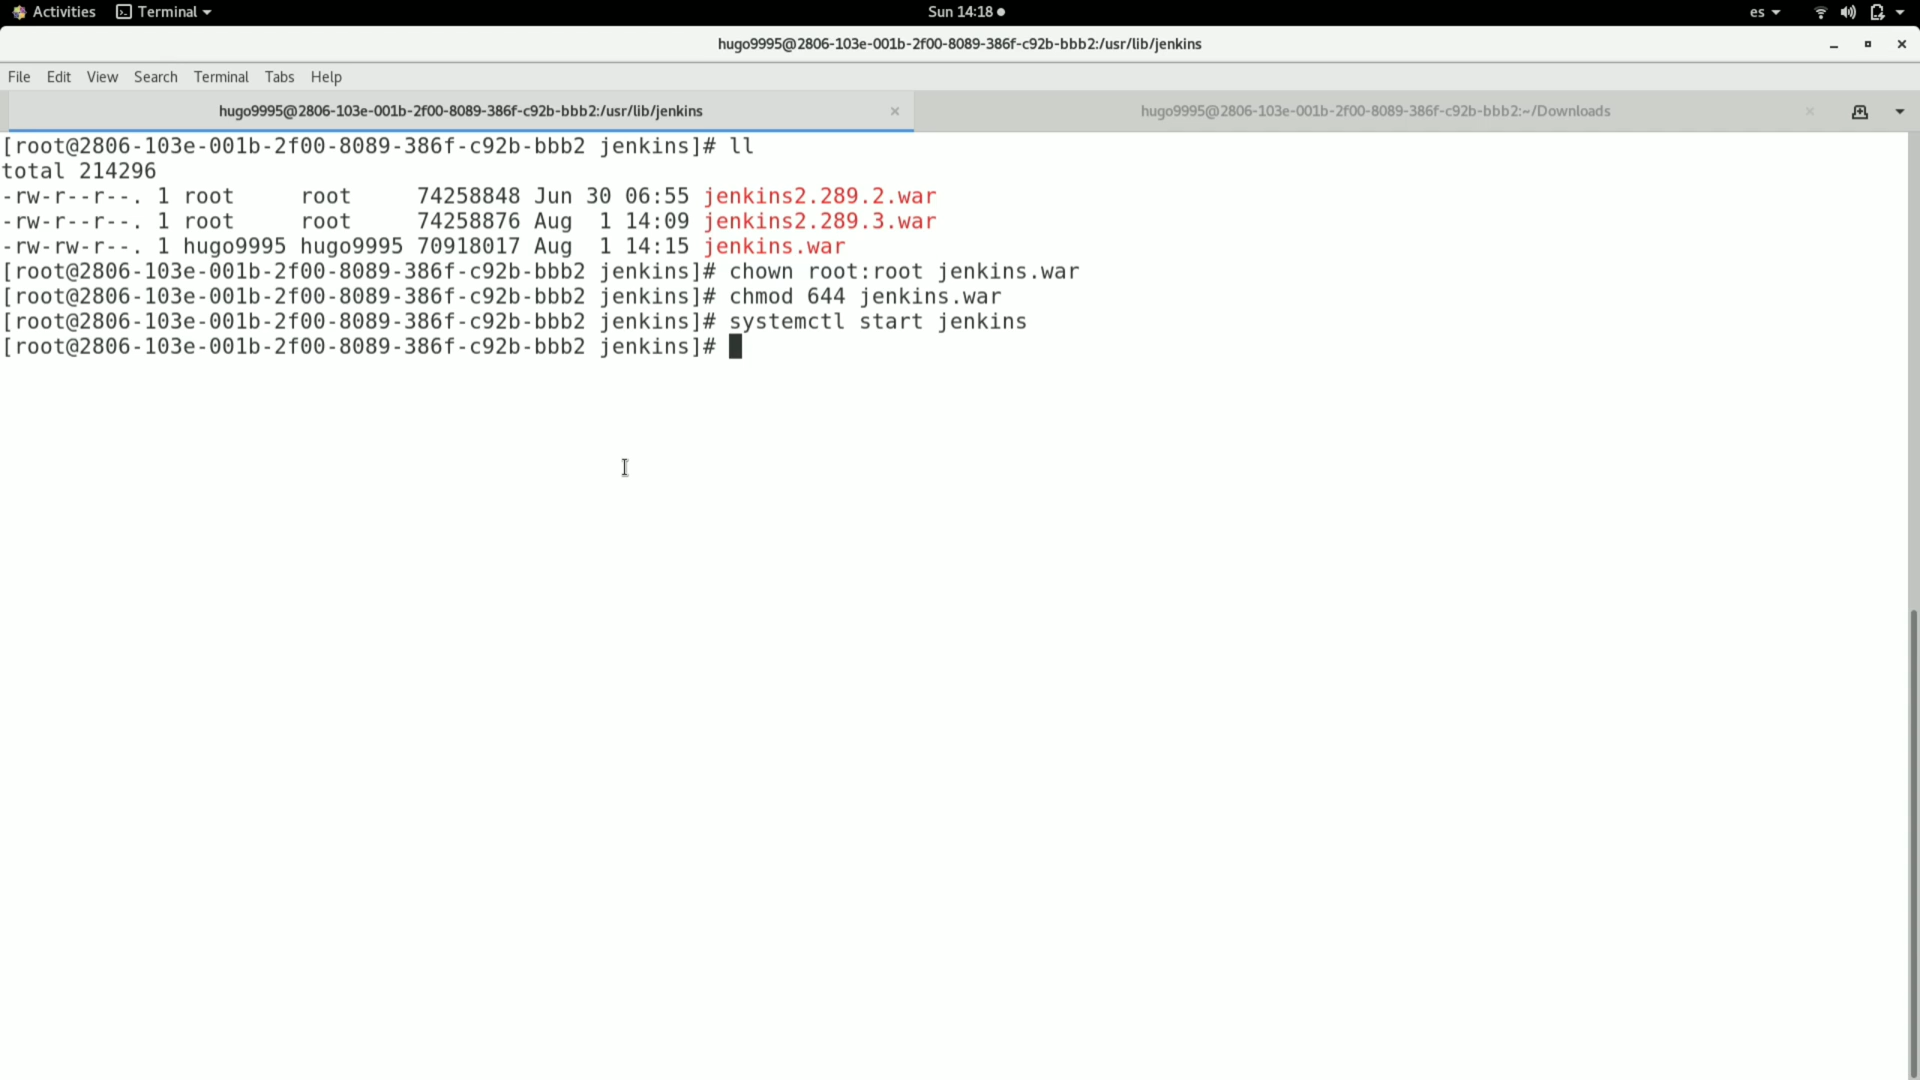 Activities Terminal Sun 14:18 es
hugo9995@2806-103e-001b-2f00-8089-386f-c92b-bbb2:/usr/lib/jenkins
File Edit View Search Terminal Tabs Help
hugo9995@2806-103e-001b-2f00-8089-386f-c92b-bbb2:/usr/lib/jenkins hugo9995@2806-103e-001b-2f00-8089-386f-c92b-bbb2:~/Downloads
[root@2806-103e-001b-2f00-8089-386f-c92b-bbb2 jenkins]# ll
total 214296
-rw-r--r--. 1 root root 74258848 Jun 30 06:55 jenkins2.289.2.war
-rw-r--r--. 1 root root 74258876 Aug 1 14:09 jenkins2.289.3.war
-rw-rw-r--. 1 hugo9995 hugo9995 70918017 Aug 1 14:15 jenkins.war
[root@2806-103e-001b-2f00-8089-386f-c92b-bbb2 jenkins]# chown root:root jenkins.war
[root@2806-103e-001b-2f00-8089-386f-c92b-bbb2 jenkins]# chmod 644 jenkins.war
[root@2806-103e-001b-2f00-8089-386f-c92b-bbb2 jenkins]# systemctl start jenkins
[root@2806-103e-001b-2f00-8089-386f-c92b-bbb2 jenkins]#